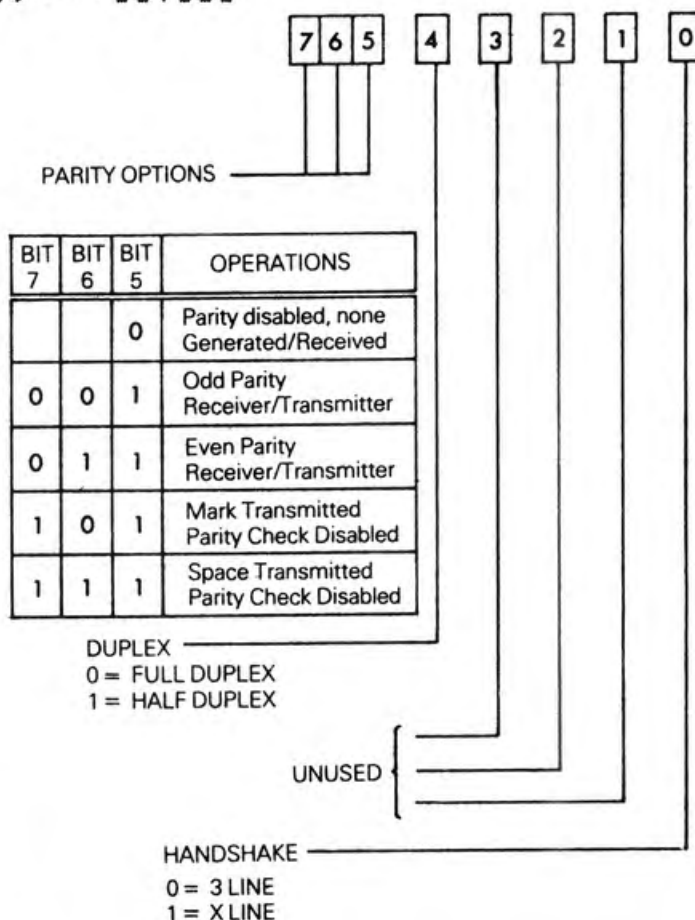 7 6 5 4 3 2 1 0
PARITY OPTIONS
BIT 7 BIT 6 BIT 5 OPERATIONS
0 Parity disabled, none
Generated/Received
0 0 1 Odd Parity
Receiver/Transmitter
0 1 1 Even Parity
Receiver/Transmitter
1 0 1 Mark Transmitted
Parity Check Disabled
1 1 1 Space Transmitted
Parity Check Disabled
DUPLEX
0 = FULL DUPLEX
1 = HALF DUPLEX
UNUSED
HANDSHAKE
0 = 3 LINE
1 = X LINE